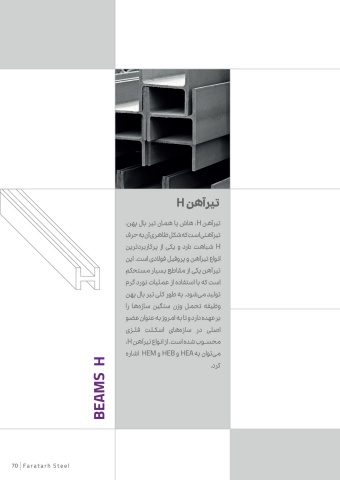 تیرآهن H
تیرآهن H، هاش یا همان تیر بال پهن،
تیرآهنی است که شکل ظاهری آن به حرف
H شباهت دارد و یکی از پرکاربردترین
انواع تیرآهن و پروفیل فولادی است. این
تیرآهن یکی از مقاطع بسیار مستحکم
است که با استفاده از عملیات نورد گرم
تولید می‌شود. به طور کلی تیر بال پهن
وظیفه تحمل وزن سنگین سازه‌ها را
بر عهده دارد و تا به امروز به عنوان عضو
اصلی در سازه‌های اسکلت فلزی
محسوب شده است. از انواع تیرآهن H،
می‌توان به HEA و HEB و HEM اشاره
کرد.
BEAMS H
70 | Faratarh Steel